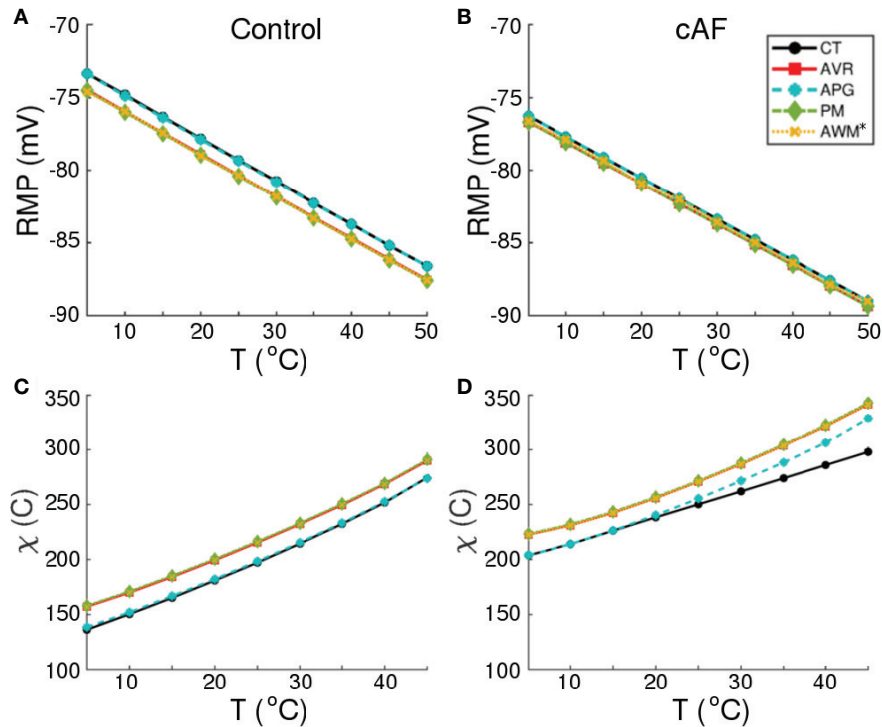 A
Control
-70
-75
-80
-85
-90
RMP (mV)
10 20 30 40 50
T (°C)
B
cAF
-70
-75
-80
-85
-90
RMP (mV)
10 20 30 40 50
T (°C)
CT
AVR
APG
PM
AWM*
C
350
300
250
200
150
100
χ (C)
10 20 30 40
T (°C)
D
350
300
250
200
150
100
χ (C)
10 20 30 40
T (°C)